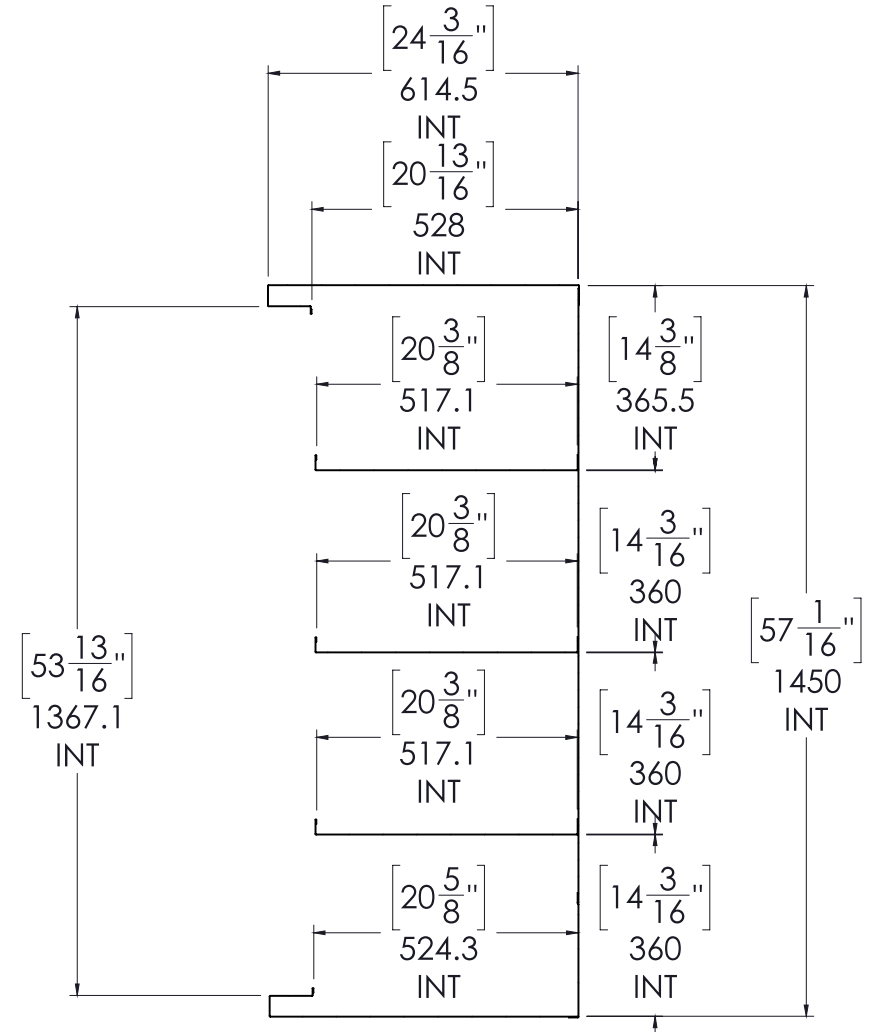 [24 3/16"]
614.5
INT
[20 13/16"]
528
INT
[20 3/8"]
517.1
INT
[14 3/8"]
365.5
INT
[20 3/8"]
517.1
INT
[14 3/16"]
360
INT
[57 1/16"]
1450
INT
[53 13/16"]
1367.1
INT
[20 3/8"]
517.1
INT
[14 3/16"]
360
INT
[20 5/8"]
524.3
INT
[14 3/16"]
360
INT